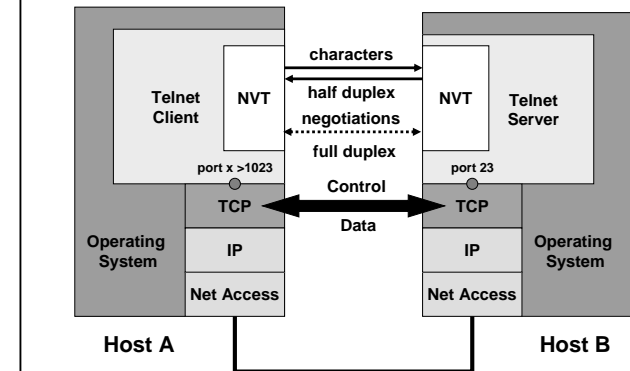 characters
half duplex
negotiations
full duplex
Telnet
Client
NVT
NVT
Telnet
Server
port x >1023
port 23
Control
Data
TCP
TCP
Operating
System
IP
IP
Operating
System
Net Access
Net Access
Host A
Host B